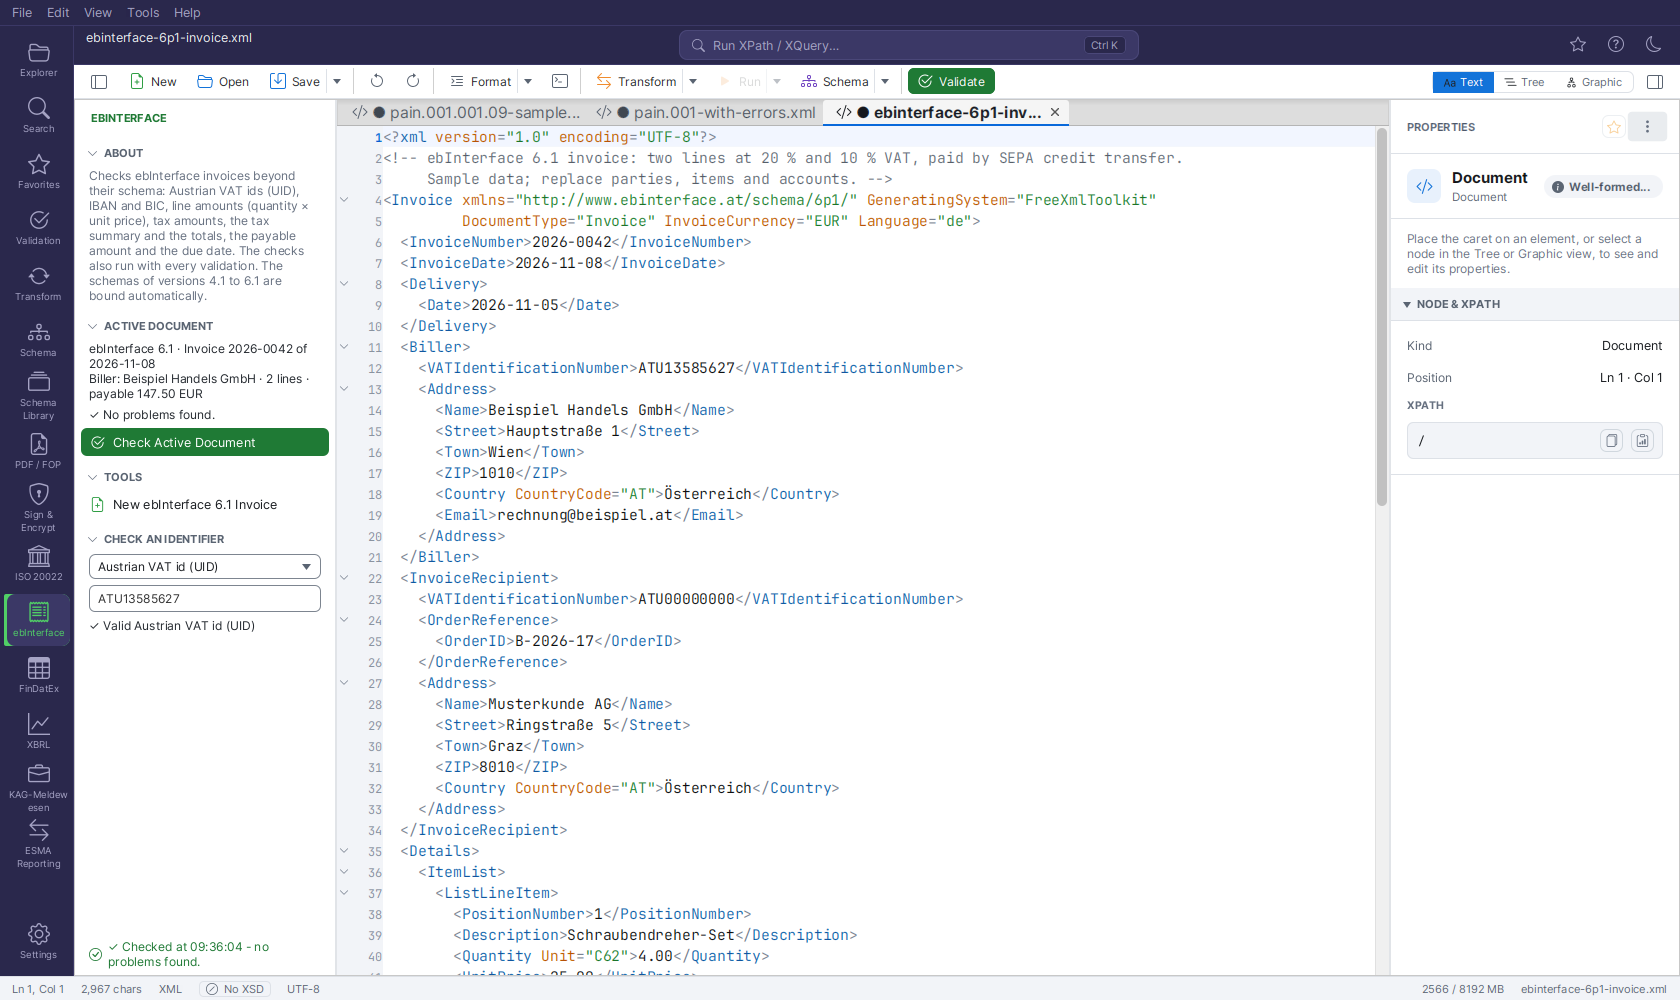 File Edit View Tools Help
ebinterface-6p1-invoice.xml
Run XPath / XQuery... Ctrl K
New Open Save Format Transform Run Schema Validate Aa Text Tree Graphic
Explorer
Search
Favorites
Validation
Transform
Schema
Schema
Library
PDF / FOP
Sign &
Encrypt
ISO 20022
ebInterface
FinDatEx
XBRL
KAG-Meldew
esen
ESMA
Reporting
Settings
EBINTERFACE
ABOUT
Checks ebInterface invoices beyond
their schema: Austrian VAT ids (UID),
IBAN and BIC, line amounts (quantity ×
unit price), tax amounts, the tax
summary and the totals, the payable
amount and the due date. The checks
also run with every validation. The
schemas of versions 4.1 to 6.1 are
bound automatically.
ACTIVE DOCUMENT
ebInterface 6.1 · Invoice 2026-0042 of
2026-11-08
Biller: Beispiel Handels GmbH · 2 lines ·
payable 147.50 EUR
✓ No problems found.
Check Active Document
TOOLS
New ebInterface 6.1 Invoice
CHECK AN IDENTIFIER
Austrian VAT id (UID)
ATU13585627
✓ Valid Austrian VAT id (UID)
✓ Checked at 09:36:04 - no
problems found.
pain.001.001.09-sample... pain.001-with-errors.xml ebinterface-6p1-inv...
1 <?xml version="1.0" encoding="UTF-8"?>
2 <!-- ebInterface 6.1 invoice: two lines at 20 % and 10 % VAT, paid by SEPA credit transfer.
3 Sample data; replace parties, items and accounts. -->
4 <Invoice xmlns="http://www.ebinterface.at/schema/6p1/" GeneratingSystem="FreeXmlToolkit"
5 DocumentType="Invoice" InvoiceCurrency="EUR" Language="de">
6 <InvoiceNumber>2026-0042</InvoiceNumber>
7 <InvoiceDate>2026-11-08</InvoiceDate>
8 <Delivery>
9 <Date>2026-11-05</Date>
10 </Delivery>
11 <Biller>
12 <VATIdentificationNumber>ATU13585627</VATIdentificationNumber>
13 <Address>
14 <Name>Beispiel Handels GmbH</Name>
15 <Street>Hauptstraße 1</Street>
16 <Town>Wien</Town>
17 <ZIP>1010</ZIP>
18 <Country CountryCode="AT">Österreich</Country>
19 <Email>rechnung@beispiel.at</Email>
20 </Address>
21 </Biller>
22 <InvoiceRecipient>
23 <VATIdentificationNumber>ATU00000000</VATIdentificationNumber>
24 <OrderReference>
25 <OrderID>B-2026-17</OrderID>
26 </OrderReference>
27 <Address>
28 <Name>Musterkunde AG</Name>
29 <Street>Ringstraße 5</Street>
30 <Town>Graz</Town>
31 <ZIP>8010</ZIP>
32 <Country CountryCode="AT">Österreich</Country>
33 </Address>
34 </InvoiceRecipient>
35 <Details>
36 <ItemList>
37 <ListLineItem>
38 <PositionNumber>1</PositionNumber>
39 <Description>Schraubendreher-Set</Description>
40 <Quantity Unit="C62">4.00</Quantity>
PROPERTIES
Document
Document
Well-formed...
Place the caret on an element, or select a
node in the Tree or Graphic view, to see and
edit its properties.
NODE & XPATH
Kind Document
Position Ln 1 · Col 1
XPATH
/
Ln 1, Col 1 2,967 chars XML No XSD UTF-8 2566 / 8192 MB ebinterface-6p1-invoice.xml